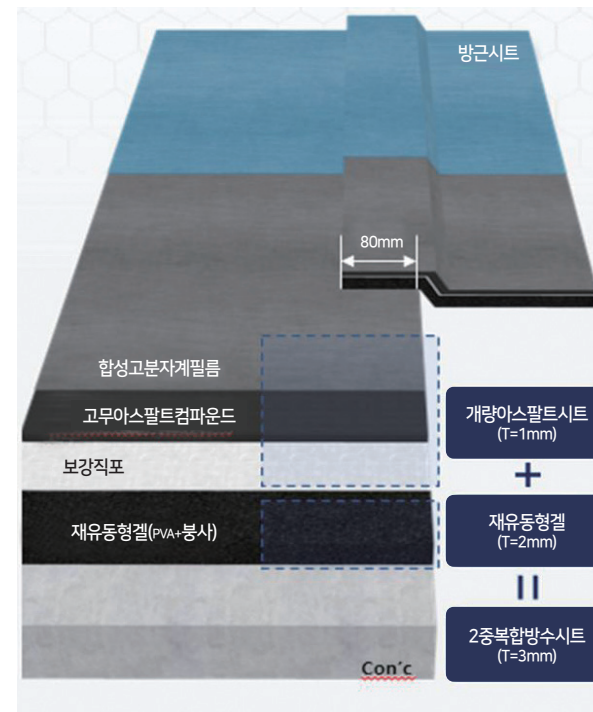 방근시트
80mm
합성고분자계필름
고무아스팔트컴파운드
개량아스팔트시트
(T=1mm)
보강직포
+
재유동형겔(PVA+붕사)
재유동형겔
(T=2mm)
=
2중복합방수시트
(T=3mm)
Con'c